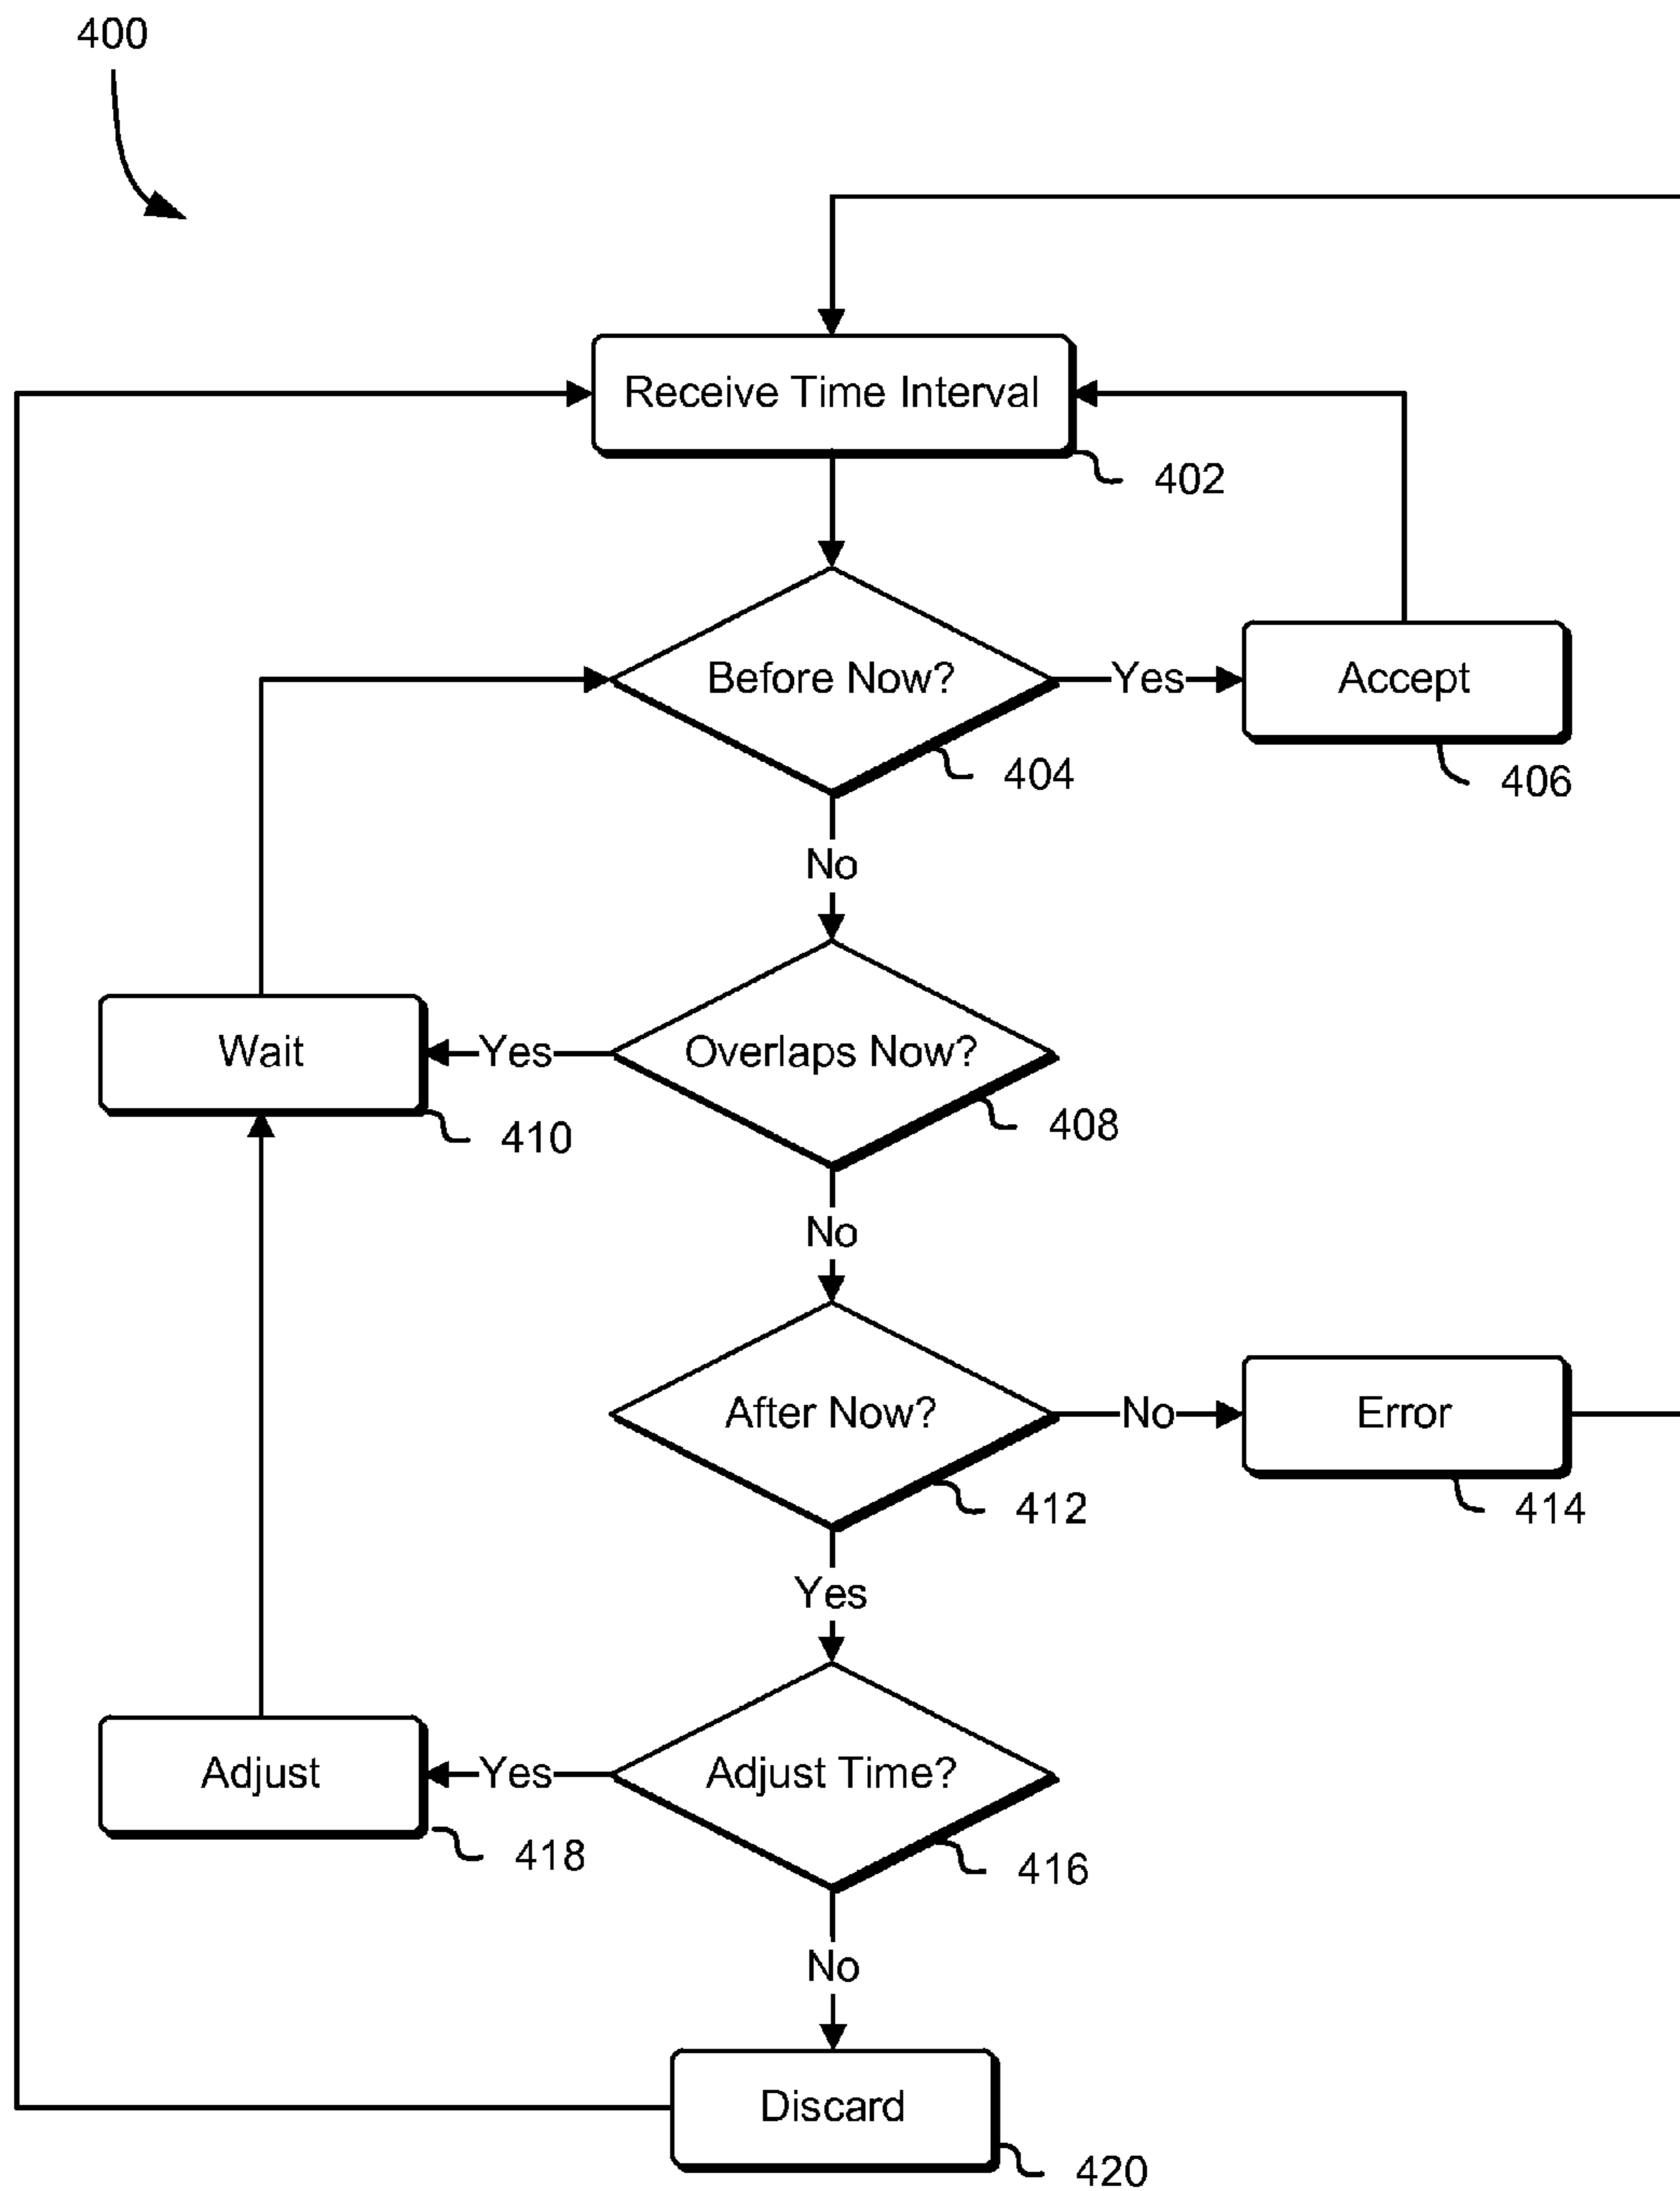 400
Receive Time Interval
402
Before Now?
Yes
Accept
404
406
No
Wait
Yes
Overlaps Now?
410
408
No
After Now?
No
Error
412
414
Yes
Adjust
Yes
Adjust Time?
418
416
No
Discard
420